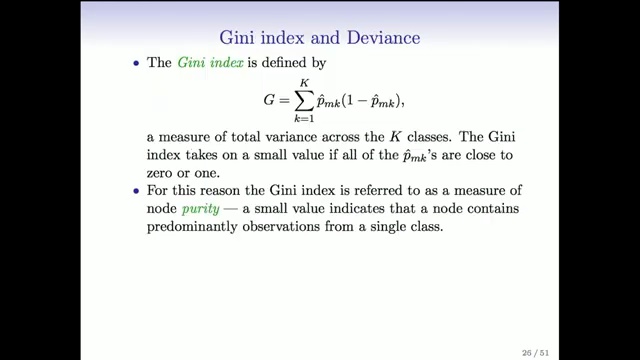 Gini index and Deviance
• The Gini index is defined by
G = \sum_{k=1}^{K} \hat{p}_{mk}(1 − \hat{p}_{mk}),
a measure of total variance across the K classes. The Gini
index takes on a small value if all of the \hat{p}_{mk}'s are close to
zero or one.
• For this reason the Gini index is referred to as a measure of
node purity — a small value indicates that a node contains
predominantly observations from a single class.
26 / 51